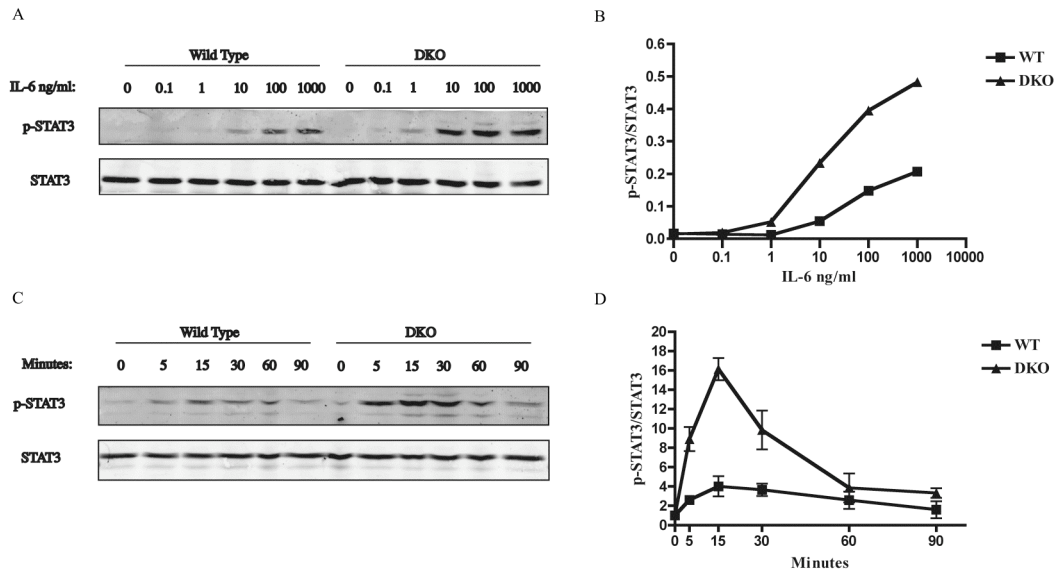 A
Wild Type DKO
IL-6 ng/ml: 0 0.1 1 10 100 1000 0 0.1 1 10 100 1000
p-STAT3
STAT3
B
0.6
0.5
0.4
0.3
0.2
0.1
0.0
p-STAT3/STAT3
0 0.1 1 10 100 1000 10000
IL-6 ng/ml
WT
DKO
C
Wild Type DKO
Minutes: 0 5 15 30 60 90 0 5 15 30 60 90
p-STAT3
STAT3
D
20
18
16
14
12
10
8
6
4
2
0
p-STAT3/STAT3
0 5 15 30 60 90
Minutes
WT
DKO